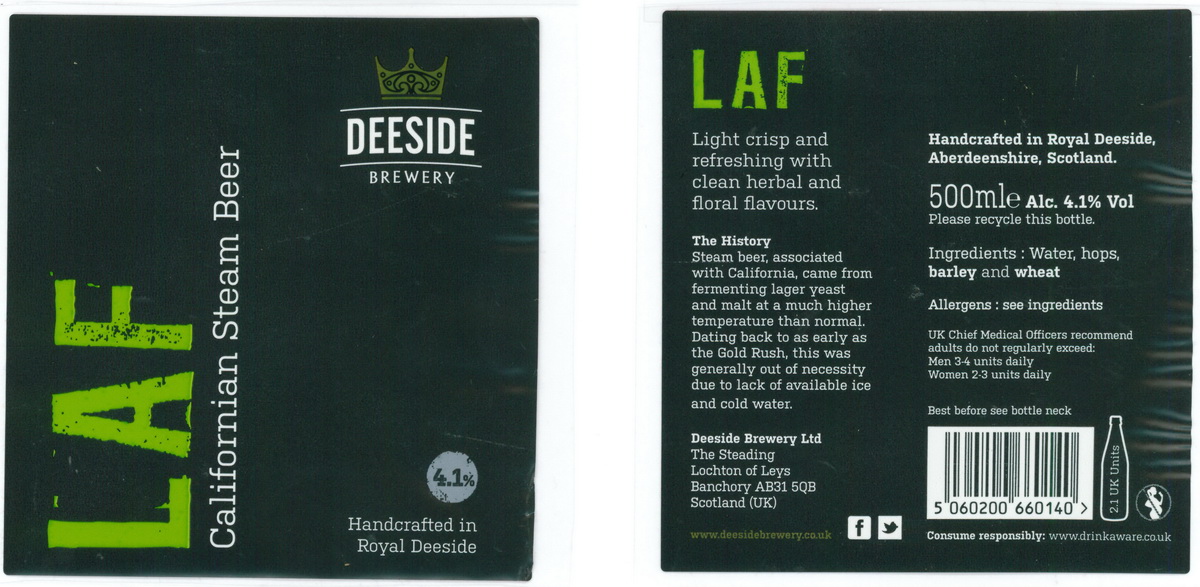 LAF
Californian Steam Beer
DEESIDE
BREWERY
4.1%
Handcrafted in
Royal Deeside
LAF
Light crisp and
refreshing with
clean herbal and
floral flavours.
The History
Steam beer, associated
with California, came from
fermenting lager yeast
and malt at a much higher
temperature than normal.
Dating back to as early as
the Gold Rush, this was
generally out of necessity
due to lack of available ice
and cold water.
Deeside Brewery Ltd
The Steading
Lochton of Leys
Banchory AB31 5QB
Scotland (UK)
www.deesidebrewery.co.uk
Handcrafted in Royal Deeside,
Aberdeenshire, Scotland.
500ml℮ Alc. 4.1% Vol
Please recycle this bottle.
Ingredients : Water, hops,
barley and wheat
Allergens : see ingredients
UK Chief Medical Officers recommend
adults do not regularly exceed:
Men 3-4 units daily
Women 2-3 units daily
Best before see bottle neck
5 060200 660140 >
2.1 UK Units
Consume responsibly: www.drinkaware.co.uk